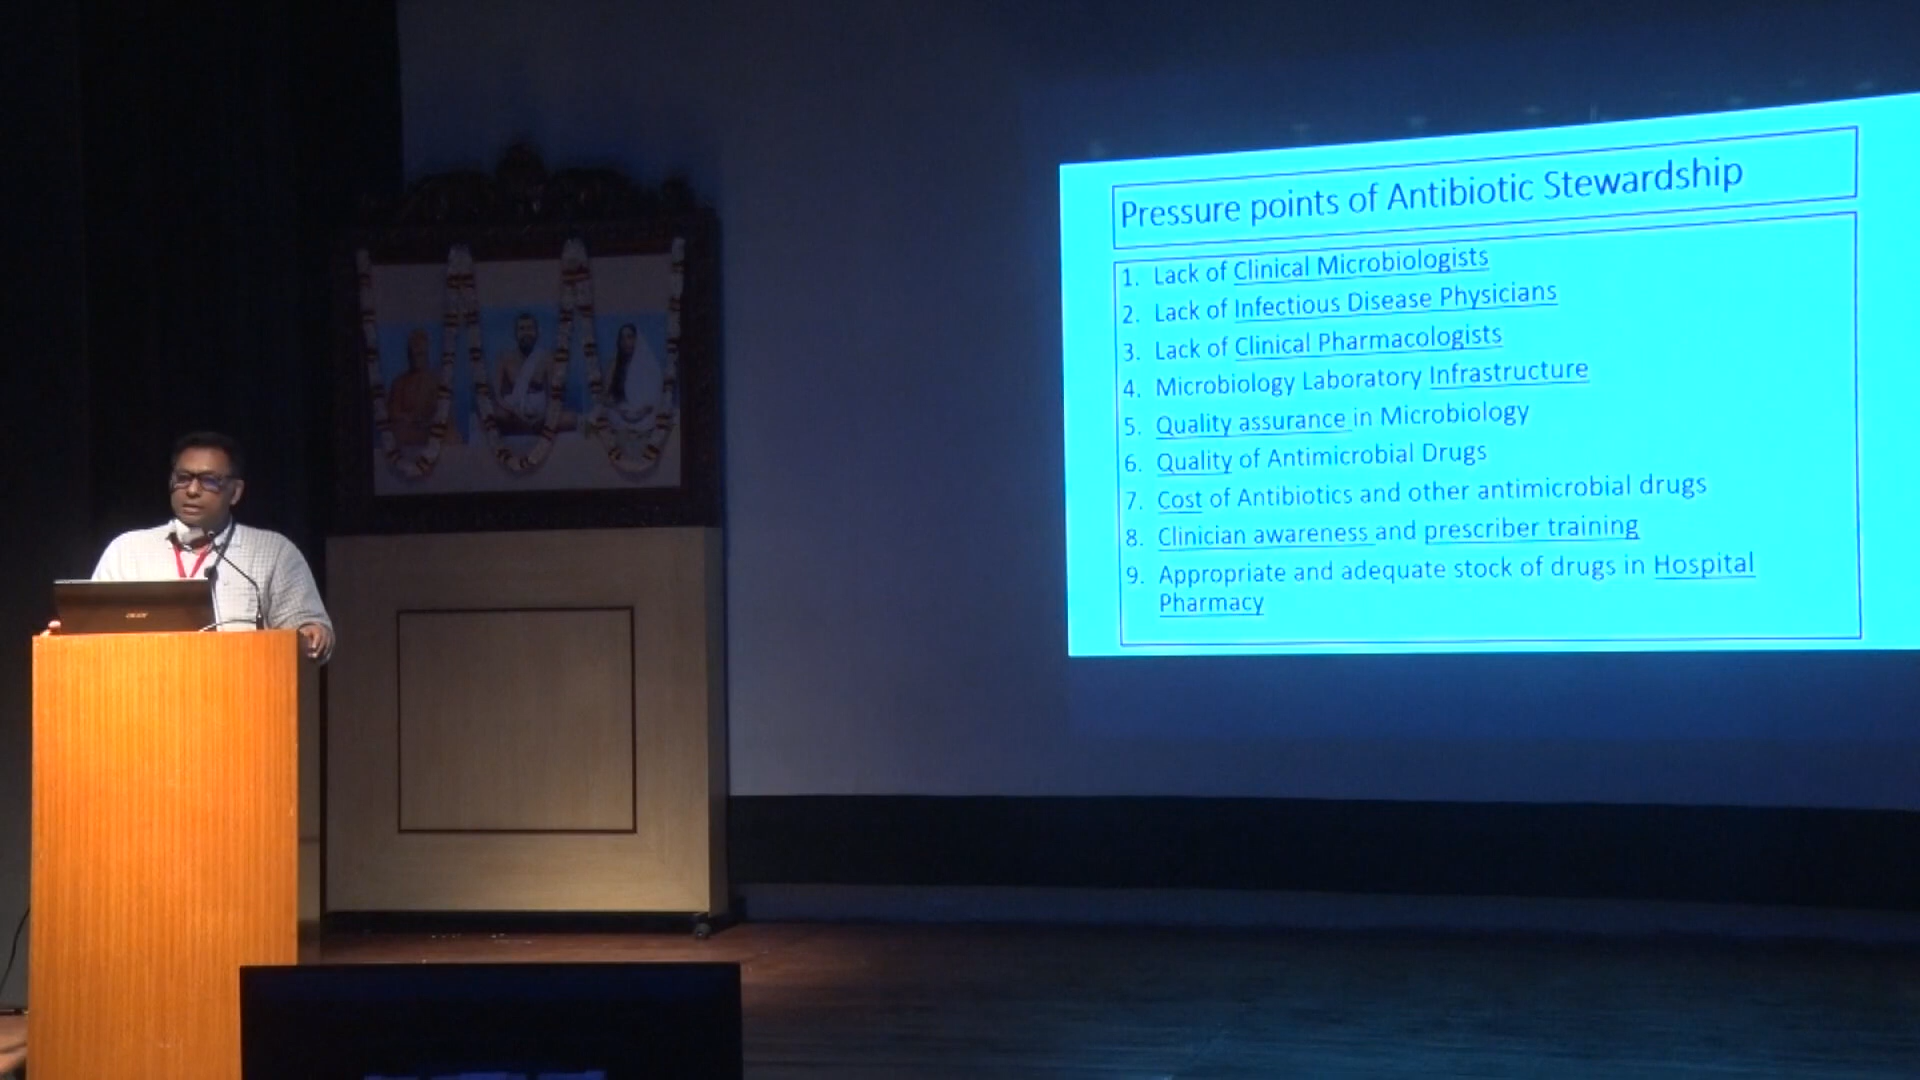 Pressure points of Antibiotic Stewardship
1. Lack of Clinical Microbiologists
2. Lack of Infectious Disease Physicians
3. Lack of Clinical Pharmacologists
4. Microbiology Laboratory Infrastructure
5. Quality assurance in Microbiology
6. Quality of Antimicrobial Drugs
7. Cost of Antibiotics and other antimicrobial drugs
8. Clinician awareness and prescriber training
9. Appropriate and adequate stock of drugs in Hospital
Pharmacy
acer